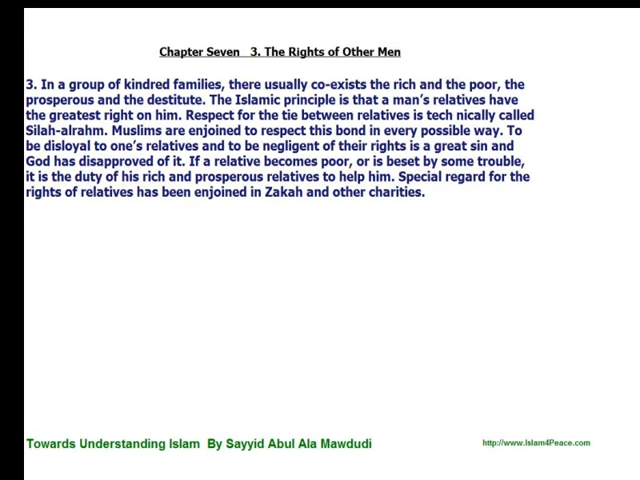 Chapter Seven 3. The Rights of Other Men
3. In a group of kindred families, there usually co-exists the rich and the poor, the
prosperous and the destitute. The Islamic principle is that a man's relatives have
the greatest right on him. Respect for the tie between relatives is tech nically called
Silah-alrahm. Muslims are enjoined to respect this bond in every possible way. To
be disloyal to one's relatives and to be negligent of their rights is a great sin and
God has disapproved of it. If a relative becomes poor, or is beset by some trouble,
it is the duty of his rich and prosperous relatives to help him. Special regard for the
rights of relatives has been enjoined in Zakah and other charities.
Towards Understanding Islam By Sayyid Abul Ala Mawdudi
http://www.Islam4Peace.com